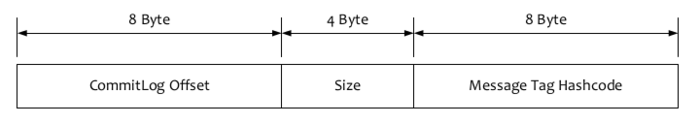 8 Byte 4 Byte 8 Byte
CommitLog Offset Size Message Tag Hashcode